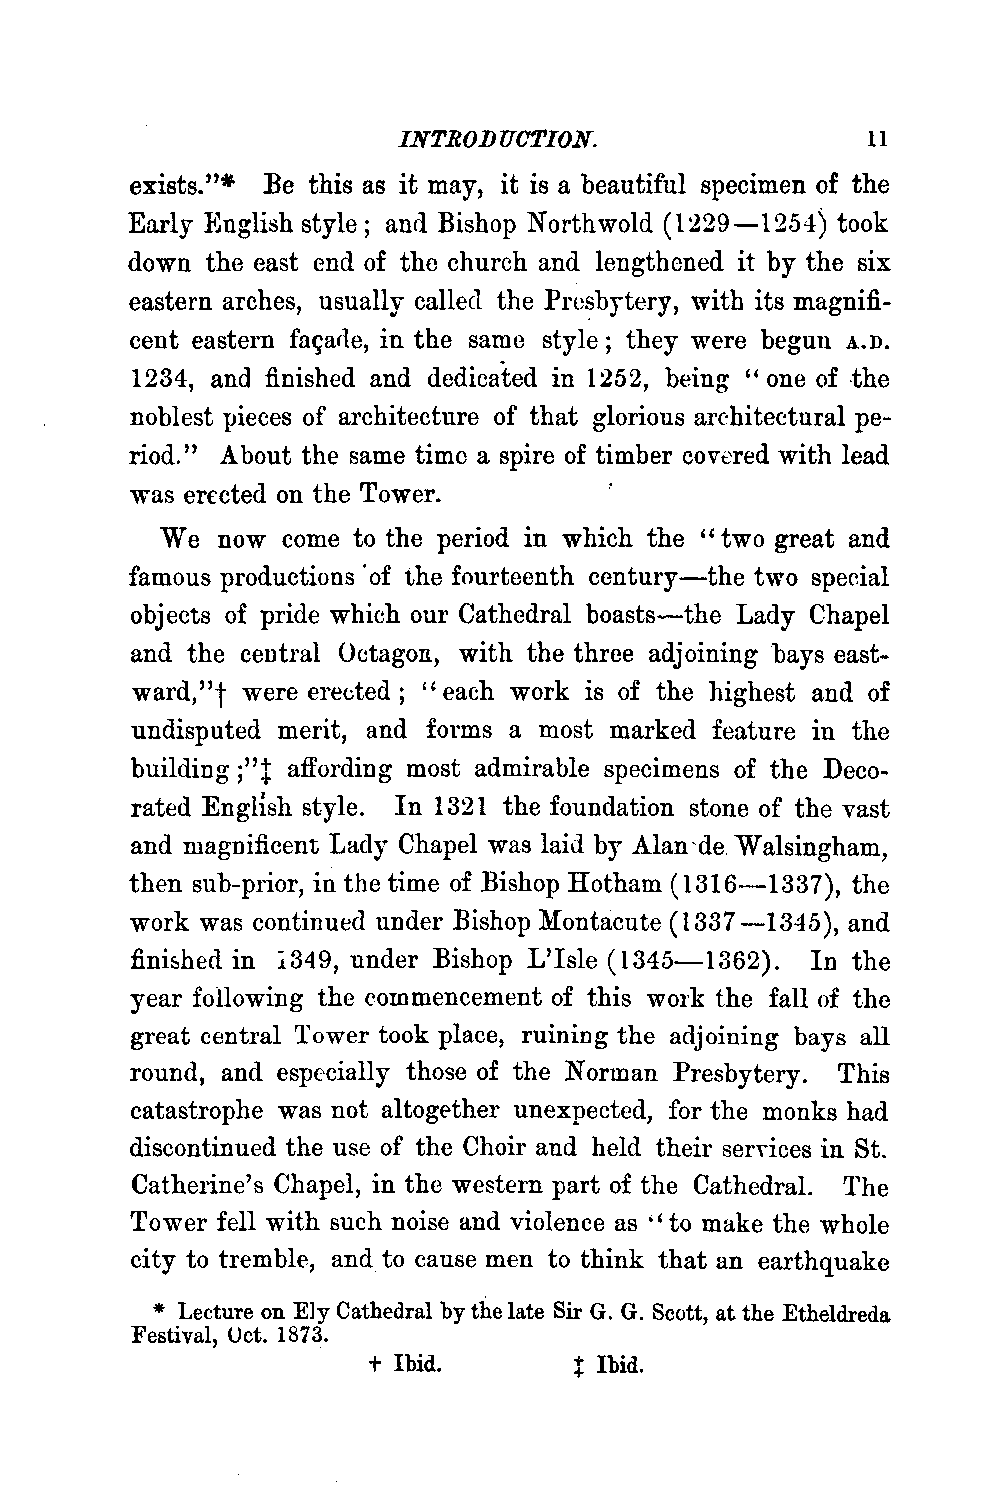 INTRODUCTION. 11
exists."* Be this as it may, it is a beautiful specimen of the
Early English style; and Bishop Northwold (1229—1254) took
down the east end of the church and lengthened it by the six
eastern arches, usually called the Presbytery, with its magnifi-
cent eastern façade, in the same style; they were begun A.D.
1234, and finished and dedicated in 1252, being "one of the
noblest pieces of architecture of that glorious architectural pe-
riod." About the same time a spire of timber covered with lead
was erected on the Tower.
We now come to the period in which the "two great and
famous productions of the fourteenth century—the two special
objects of pride which our Cathedral boasts—the Lady Chapel
and the central Octagon, with the three adjoining bays east-
ward,"† were erected; "each work is of the highest and of
undisputed merit, and forms a most marked feature in the
building;"‡ affording most admirable specimens of the Deco-
rated English style. In 1321 the foundation stone of the vast
and magnificent Lady Chapel was laid by Alan de Walsingham,
then sub-prior, in the time of Bishop Hotham (1316—1337), the
work was continued under Bishop Montacute (1337—1345), and
finished in 1349, under Bishop L'Isle (1345—1362). In the
year following the commencement of this work the fall of the
great central Tower took place, ruining the adjoining bays all
round, and especially those of the Norman Presbytery. This
catastrophe was not altogether unexpected, for the monks had
discontinued the use of the Choir and held their services in St.
Catherine's Chapel, in the western part of the Cathedral. The
Tower fell with such noise and violence as "to make the whole
city to tremble, and to cause men to think that an earthquake
* Lecture on Ely Cathedral by the late Sir G. G. Scott, at the Etheldreda
Festival, Oct. 1873.
† Ibid. ‡ Ibid.